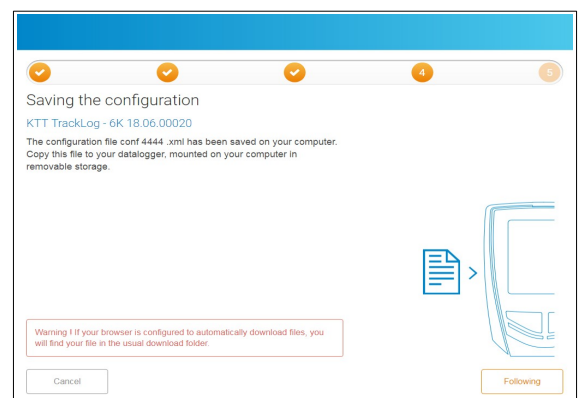 4
5
Saving the configuration
KTT TrackLog - 6K 18.06.00020
The configuration file conf 4444 .xml has been saved on your computer.
Copy this file to your datalogger, mounted on your computer in
removable storage.
Warning ! If your browser is configured to automatically download files, you
will find your file in the usual download folder.
Cancel
Following